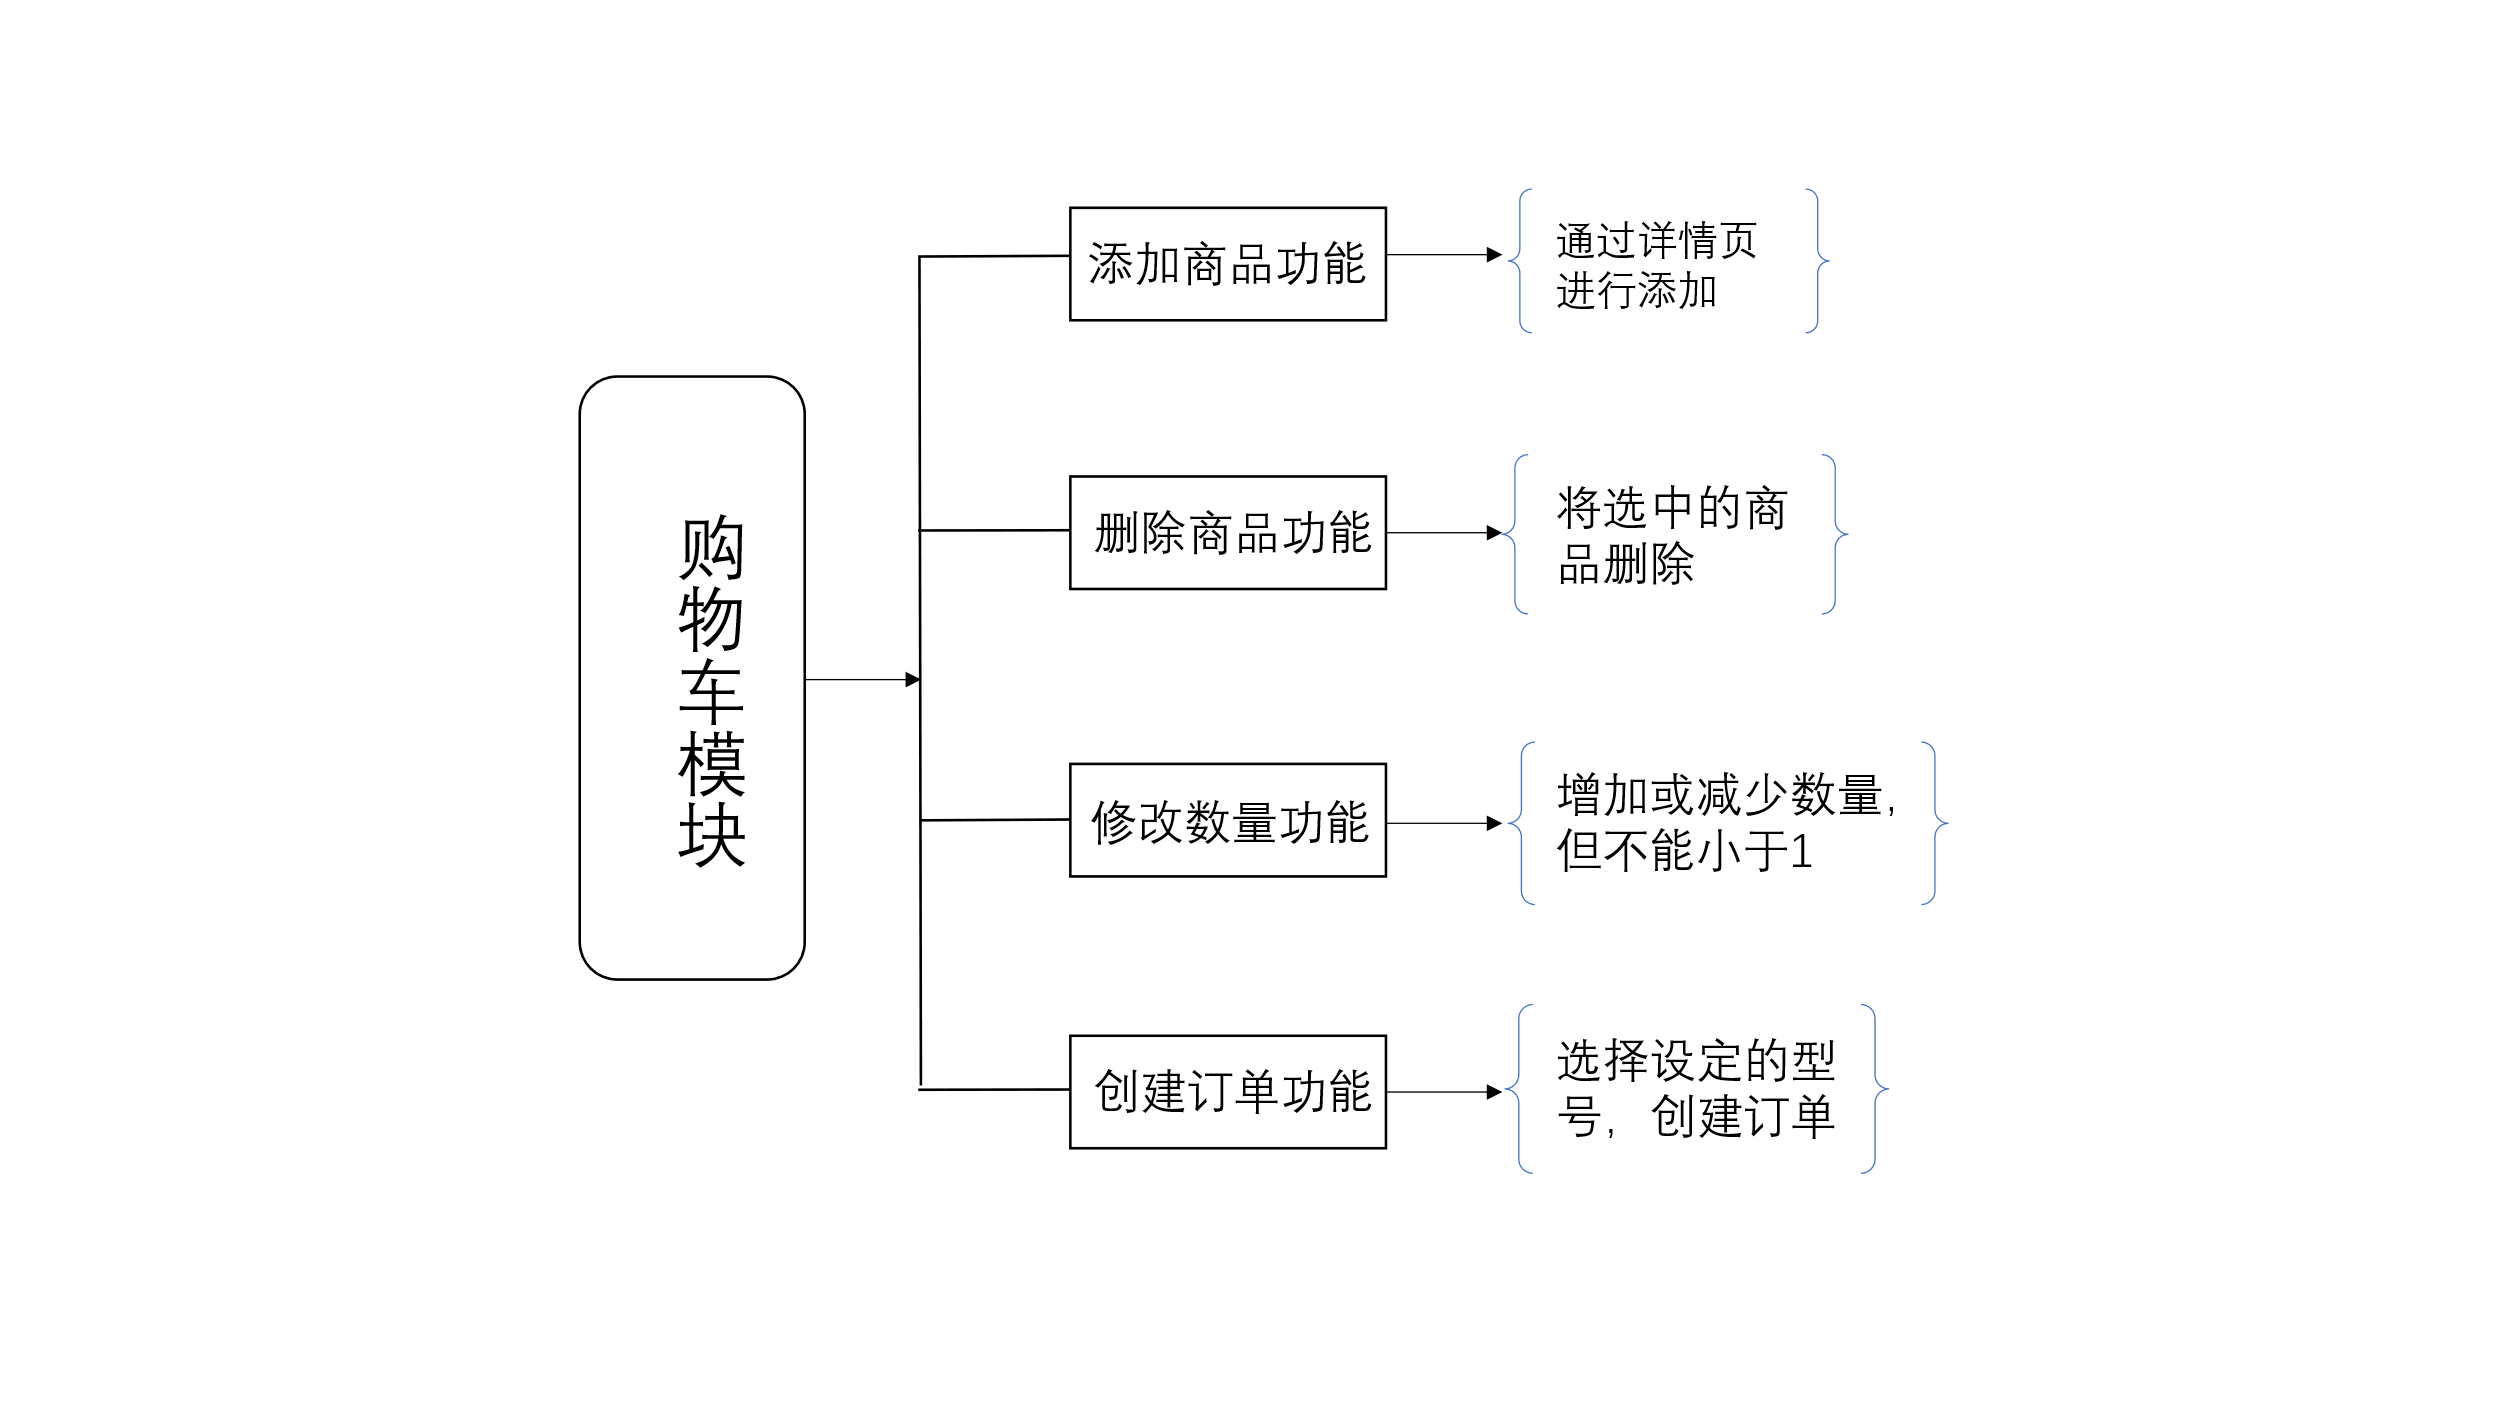 购物车模块
添加商品功能
通过详情页
进行添加
删除商品功能
将选中的商
品删除
修改数量功能
增加或减少数量，
但不能小于1
创建订单功能
选择设定的型
号，创建订单